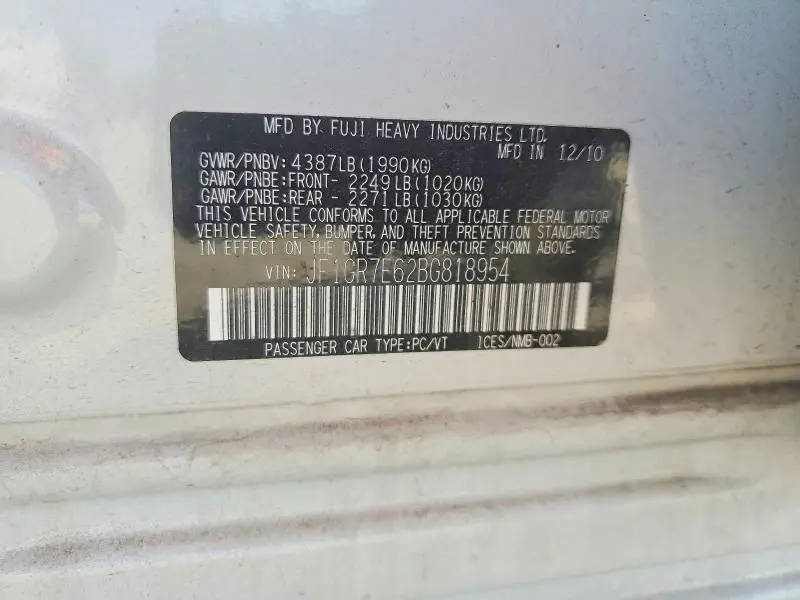 MFD BY FUJI HEAVY INDUSTRIES LTD.
MFD IN 12/10
GVWR/PNBV: 4387LB(1990KG)
GAWR/PNBE:FRONT- 2249LB(1020KG)
GAWR/PNBE:REAR - 2271LB(1030KG)
THIS VEHICLE CONFORMS TO ALL APPLICABLE FEDERAL MOTOR
VEHICLE SAFETY, BUMPER, AND THEFT PREVENTION STANDARDS
IN EFFECT ON THE DATE OF MANUFACTURE SHOWN ABOVE.
VIN: JF1GR7E62BG818954
PASSENGER CAR TYPE:PC/VT ICES/NMB-002